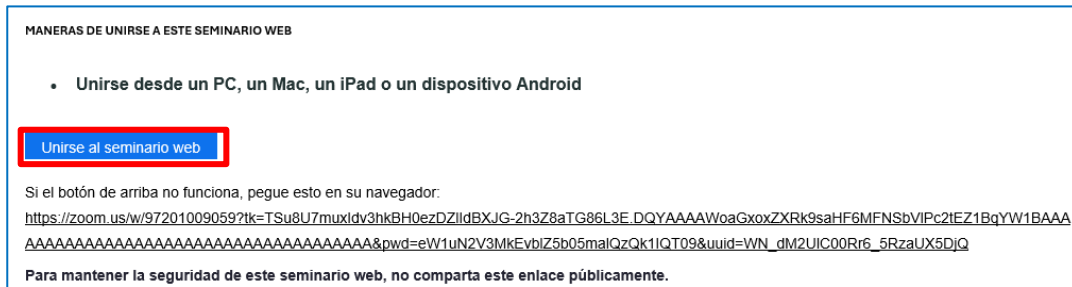 MANERAS DE UNIRSE A ESTE SEMINARIO WEB
• Unirse desde un PC, un Mac, un iPad o un dispositivo Android
Unirse al seminario web
Si el botón de arriba no funciona, pegue esto en su navegador:
https://zoom.us/w/97201009059?tk=TSu8U7muxIdv3hkBH0ezDZlIdBXJG-2h3Z8aTG86L3E.DQYAAAAWoaGxoxZXRk9saHF6MFNSbVlPc2tEZ1BqYW1BAAA
AAAAAAAAAAAAAAAAAAAAAAAAAAAAAAAAAAAAA&pwd=eW1uN2V3MkEvblZ5b05malQzQk1IQT09&uuid=WN_dM2UlC00Rr6_5RzaUX5DjQ
Para mantener la seguridad de este seminario web, no comparta este enlace públicamente.